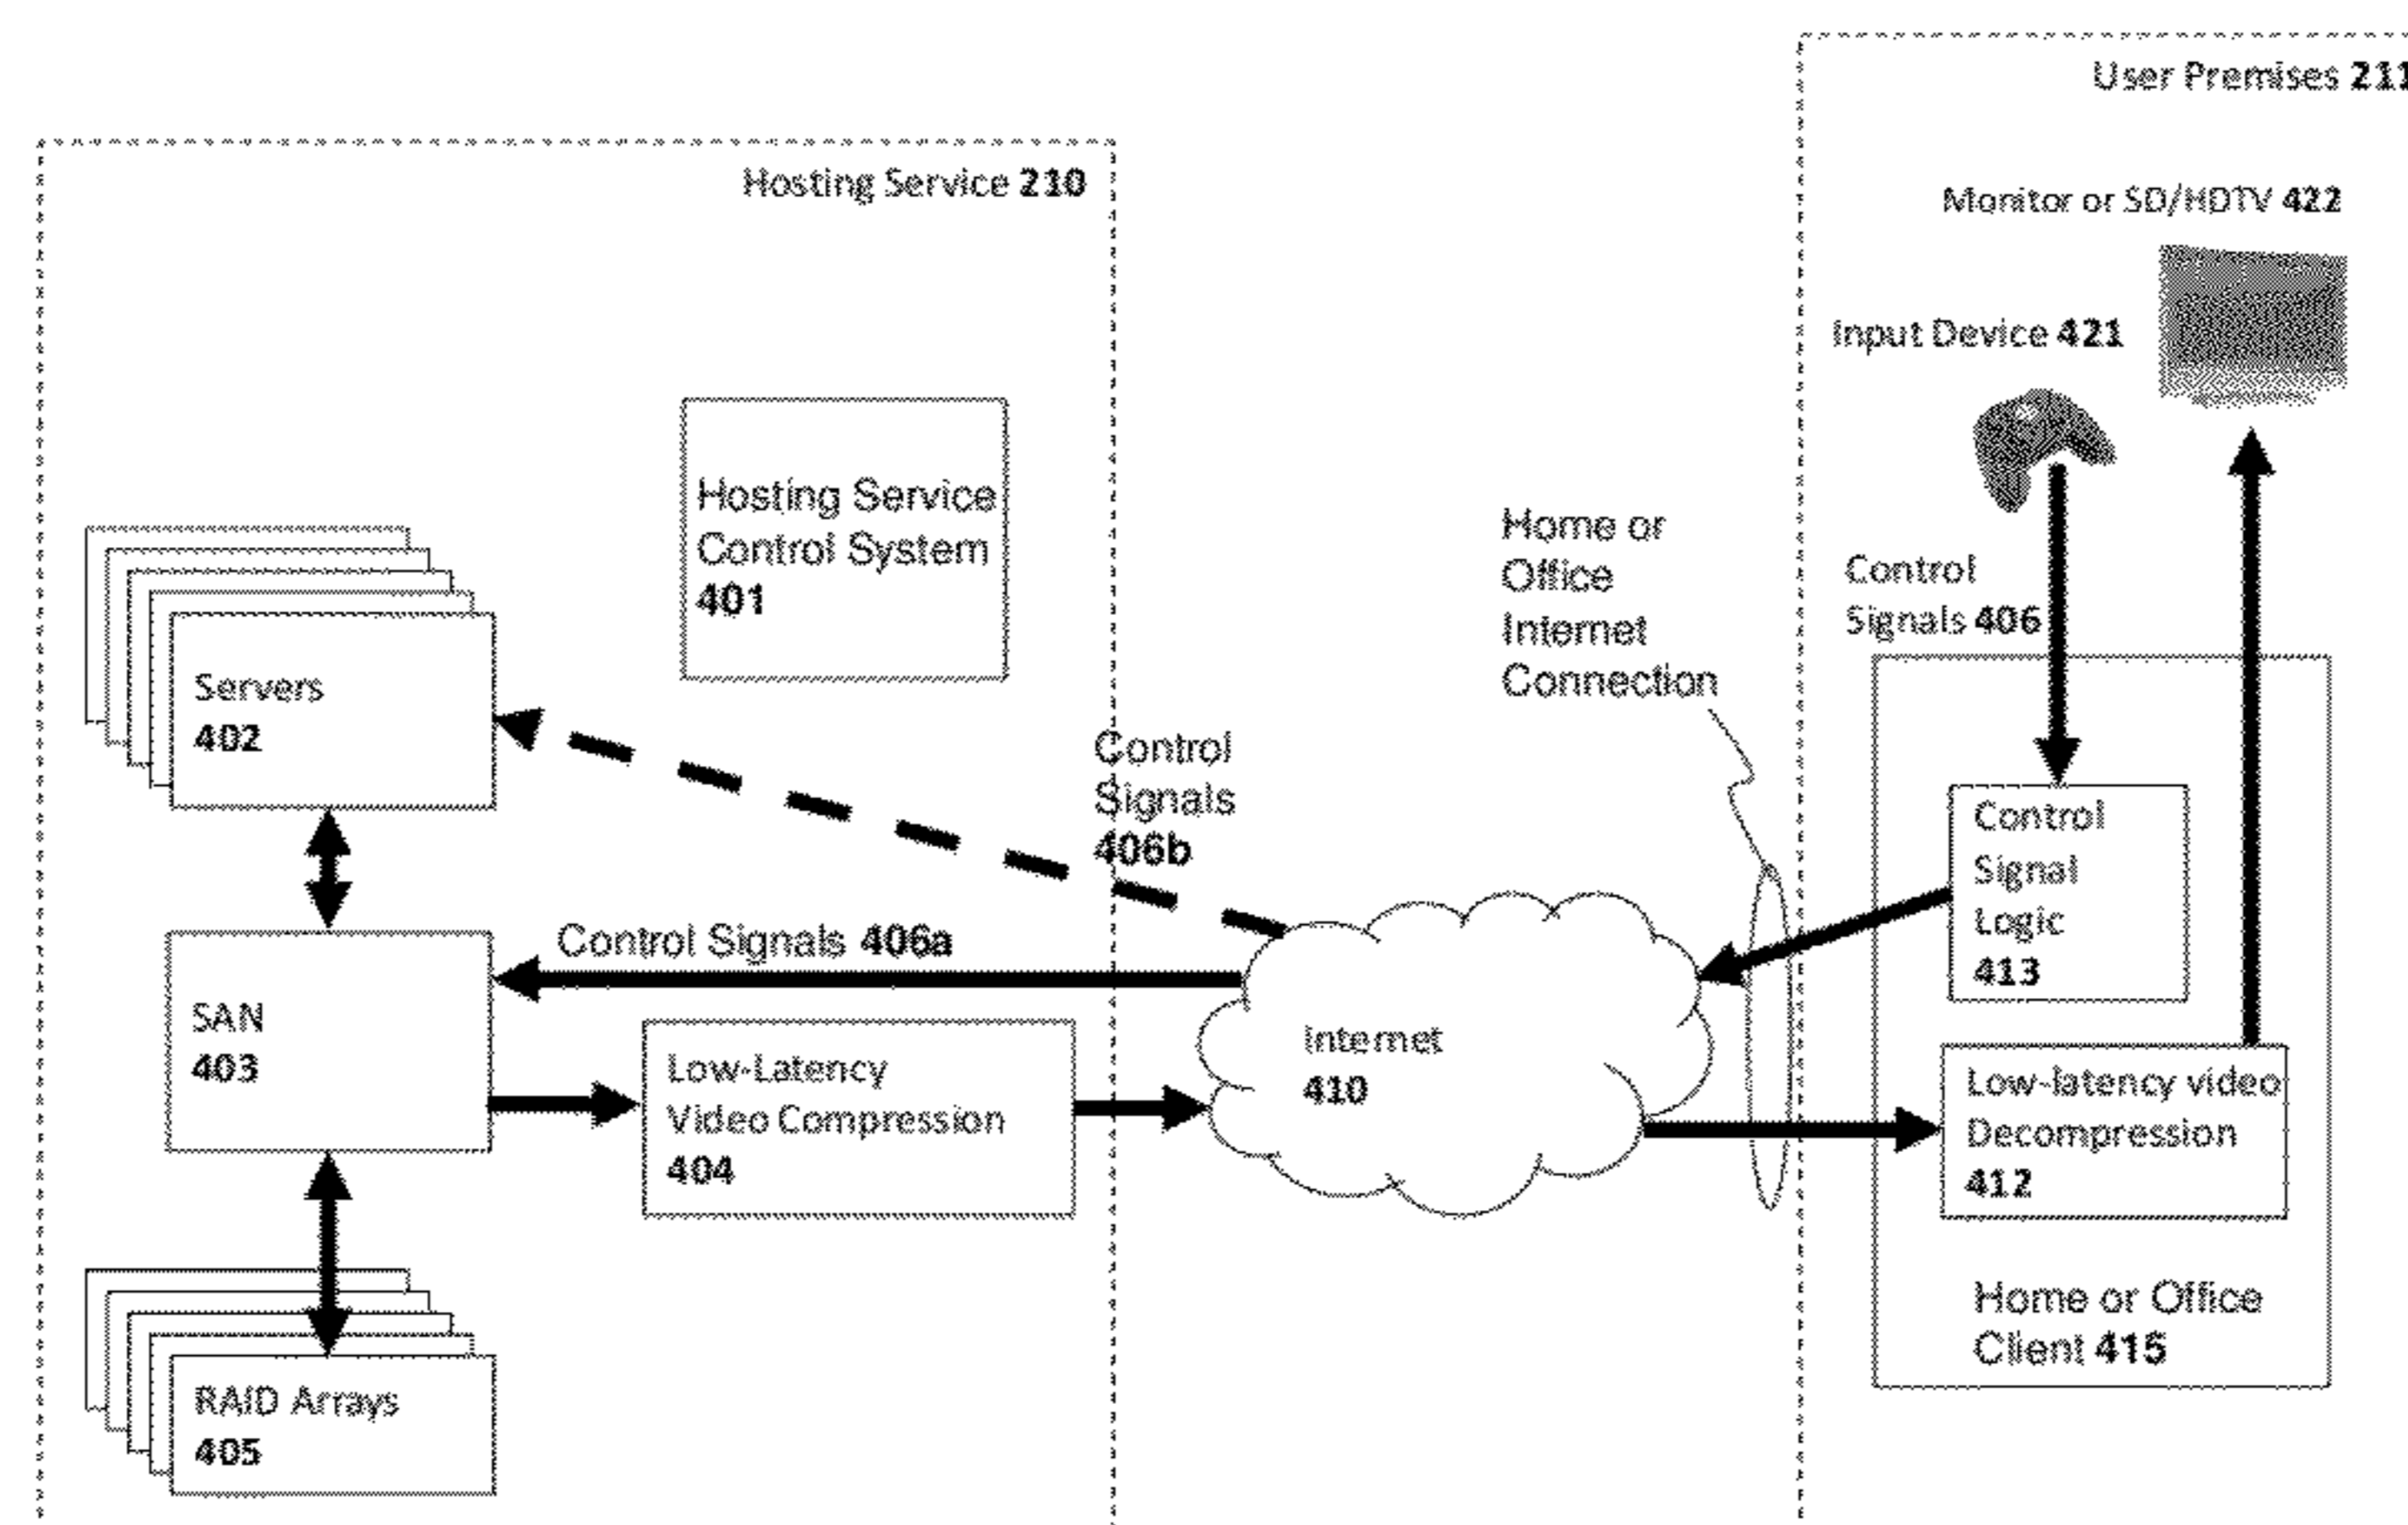 User Premises 211
Hosting Service 210
Monitor or SD/HDTV 422
Input Device 421
Hosting Service
Control System
401
Home or
Office
Internet
Connection
Control
Signals 406
Servers
402
Control
Signals
406b
Control
Signal
Logic
413
Control Signals 406a
SAN
403
Low-Latency
Video Compression
404
Internet
410
Low-latency video
Decompression
412
Home or Office
Client 415
RAID Arrays
405